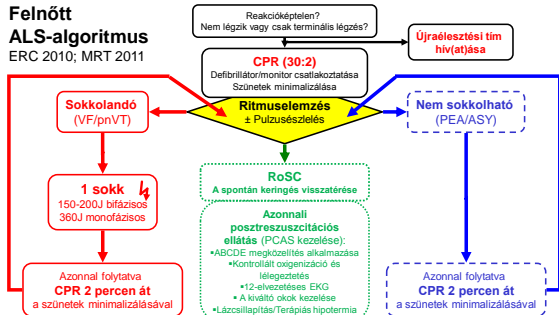 Felnőtt
ALS-algoritmus
ERC 2010; MRT 2011
Reakcióképtelen?
Nem légzik vagy csak terminális légzés?
Újraélesztési tím
hív(at)ása
CPR (30:2)
Defibrillátor/monitor csatlakoztatása
Szünetek minimalizálása
Ritmuselemzés
± Pulzusészlelés
Sokkolandó
(VF/pnVT)
Nem sokkolható
(PEA/ASY)
1 sokk
150-200J bifázisos
360J monofázisos
RoSC
A spontán keringés visszatérése
Azonnali
posztreszuszcitációs
ellátás (PCAS kezelése):
▪ABCDE megközelítés alkalmazása
▪Kontrollált oxigenizáció és
lélegeztetés
▪12-elvezetéses EKG
▪A kiváltó okok kezelése
▪Lázcsillapítás/Terápiás hipotermia
Azonnal folytatva
CPR 2 percen át
a szünetek minimalizálásával
Azonnal folytatva
CPR 2 percen át
a szünetek minimalizálásával